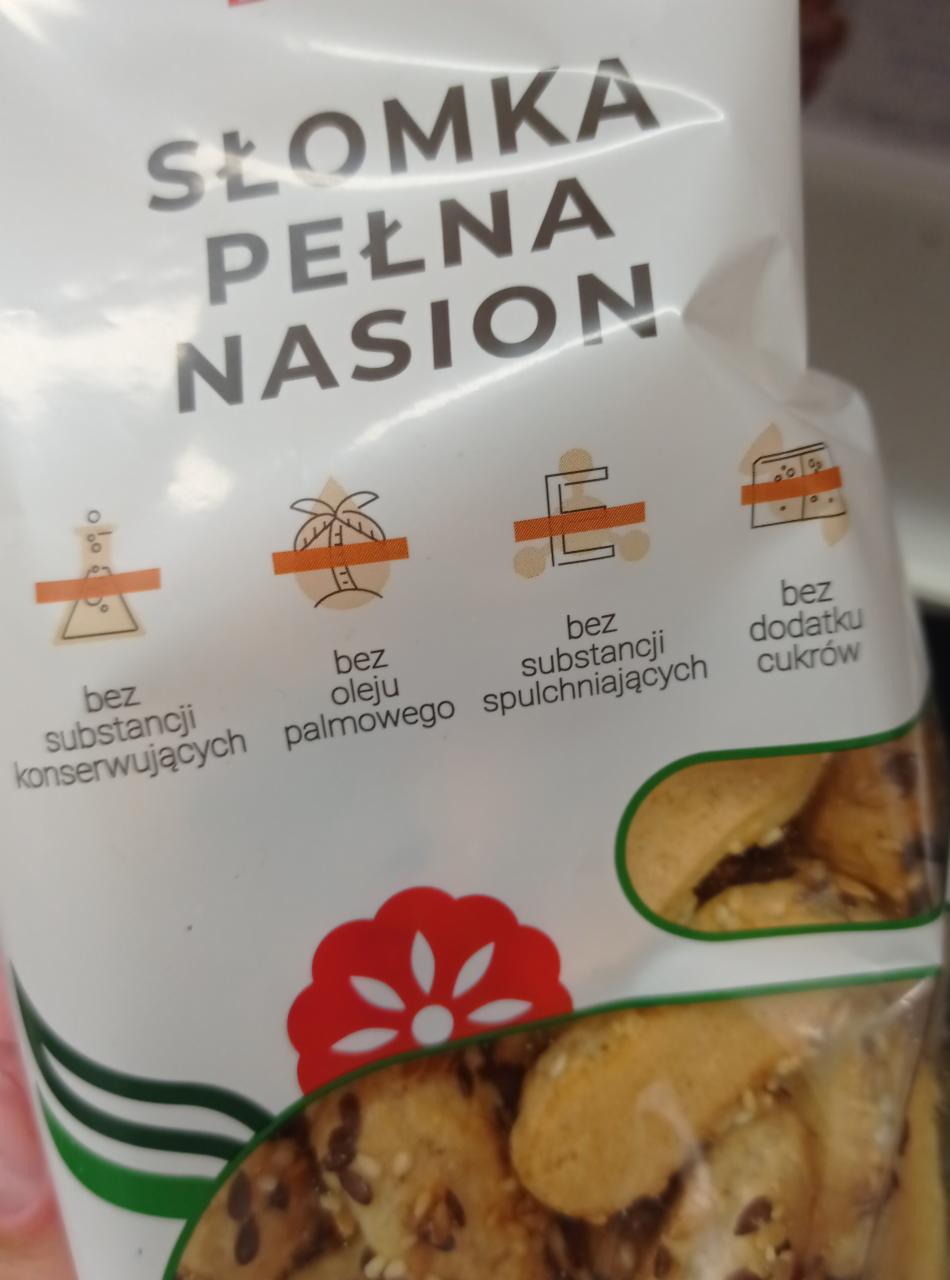 SŁOMKA
PEŁNA
NASION
E
bez
substancji
konserwujących
bez
oleju
palmowego
bez
substancji
spulchniających
bez
dodatku
cukrów